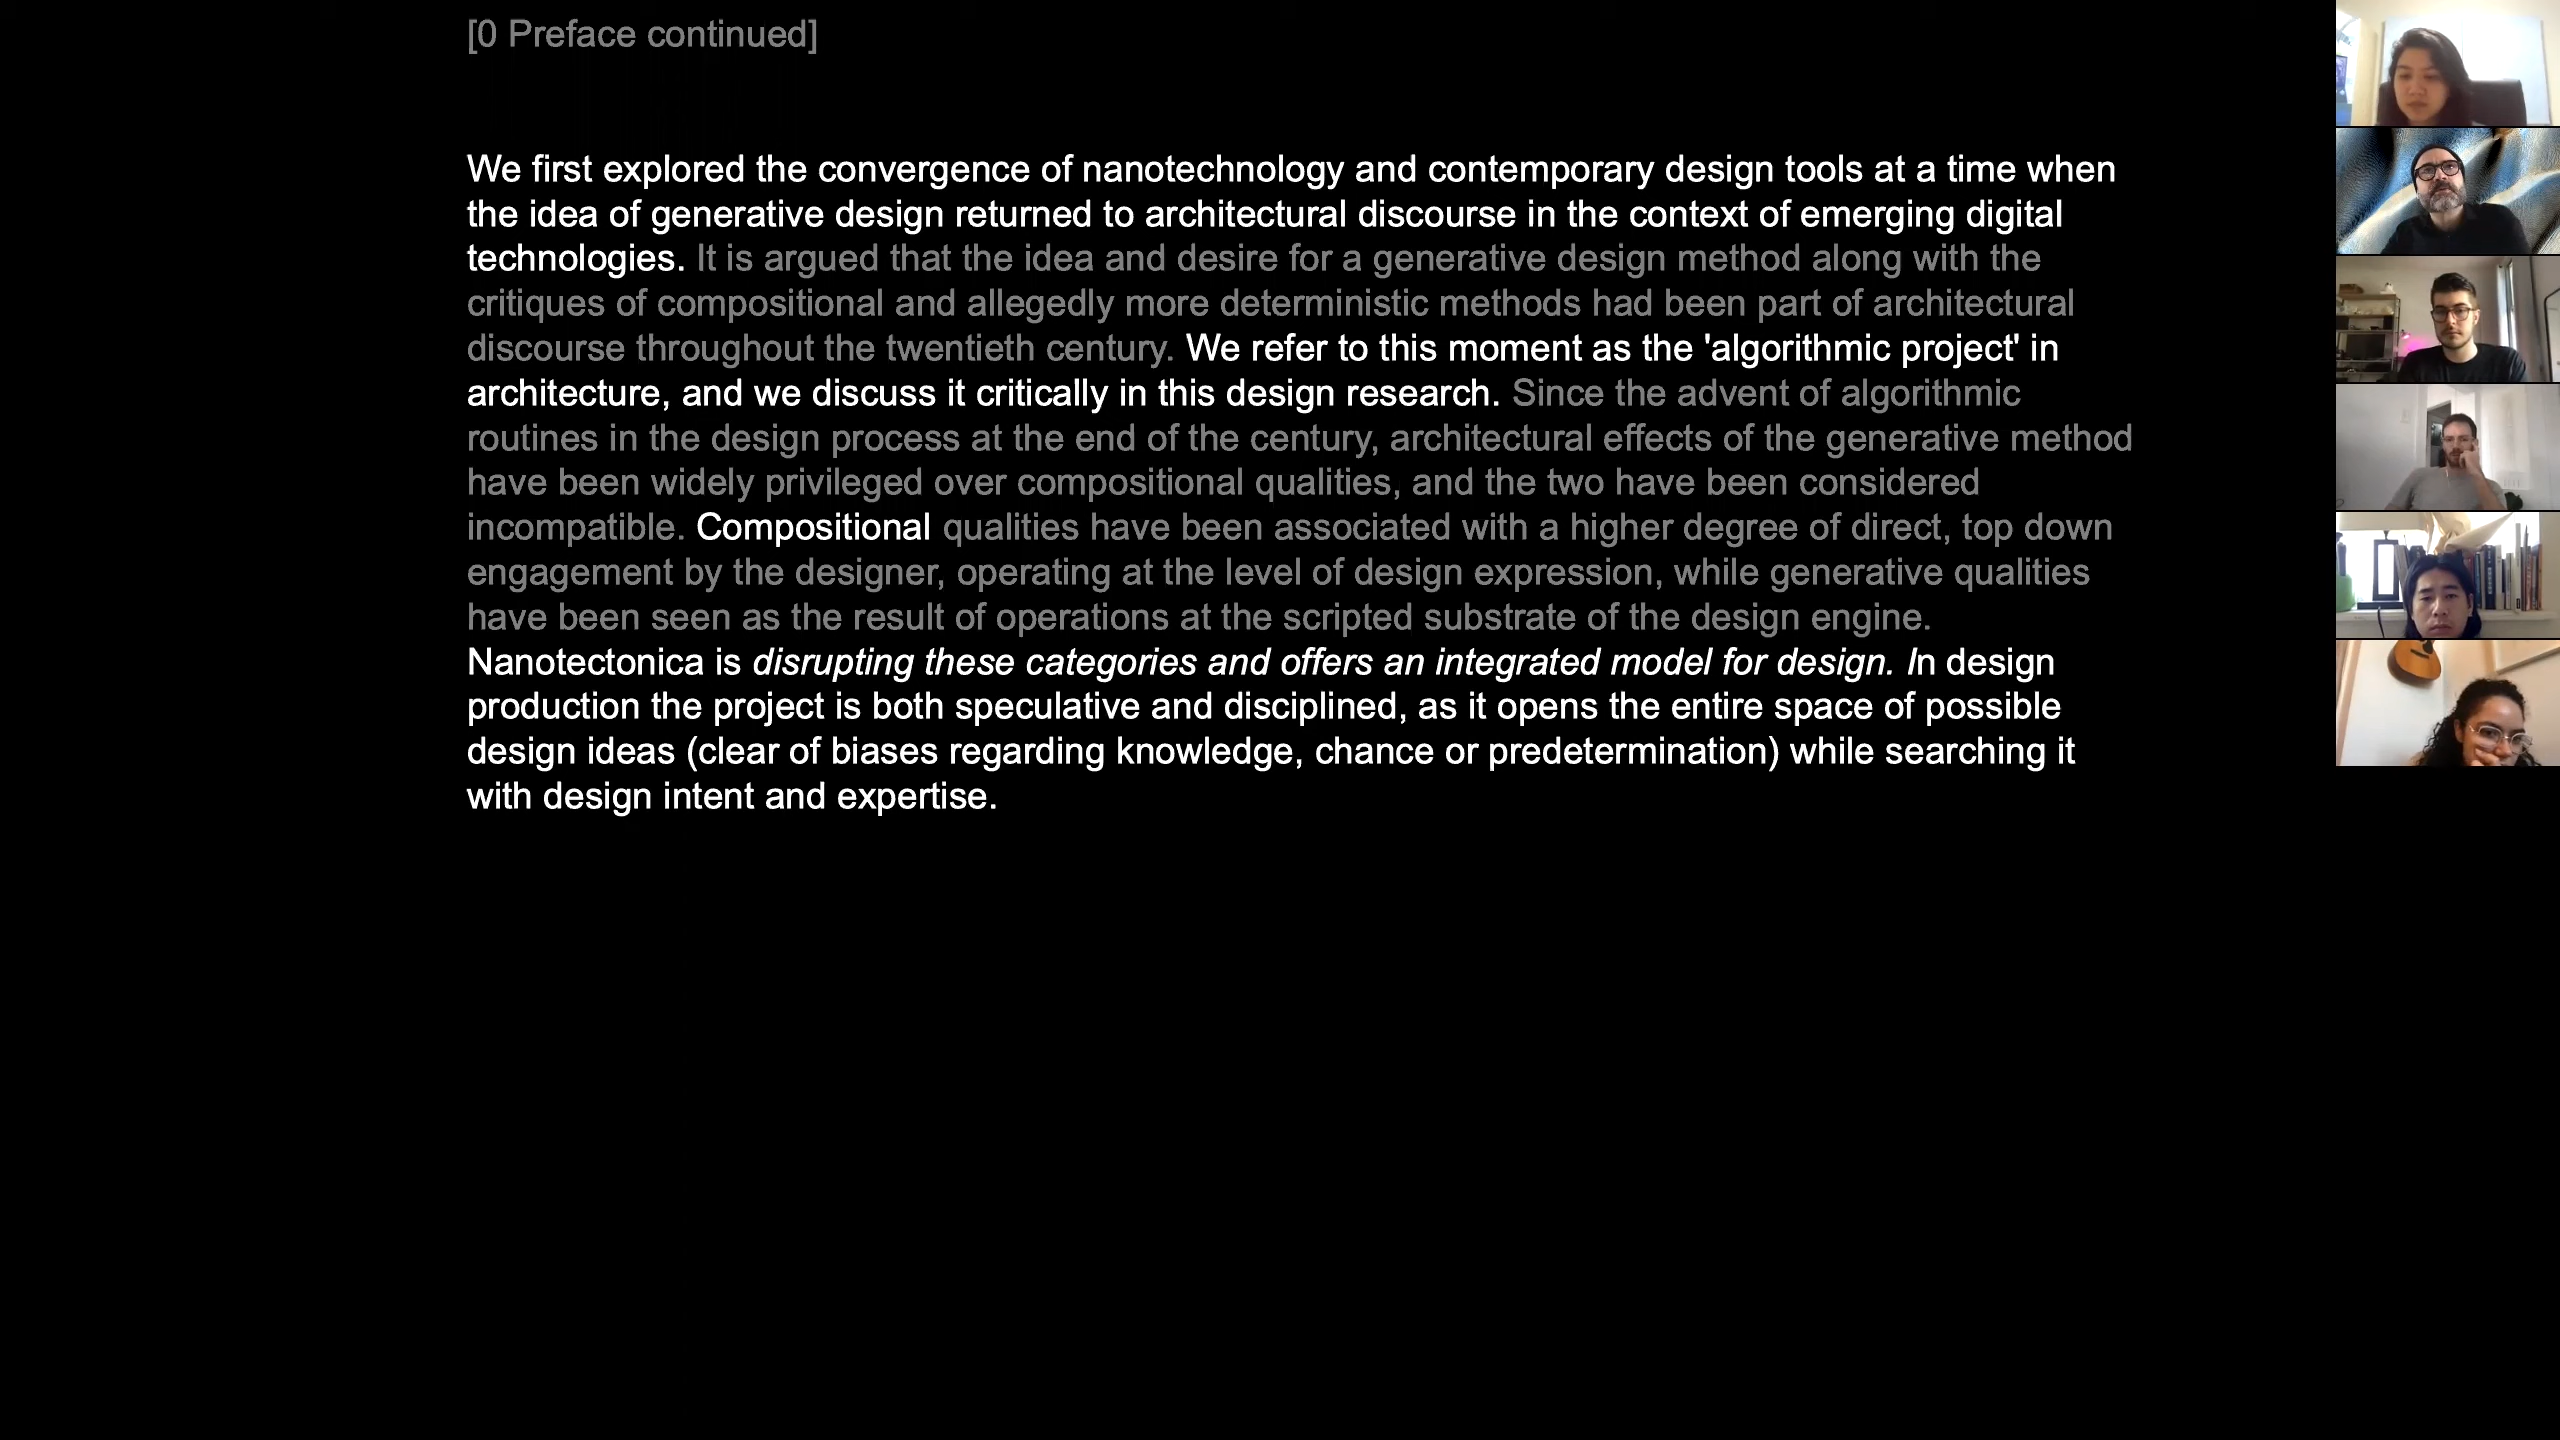 [0 Preface continued]
We first explored the convergence of nanotechnology and contemporary design tools at a time when
the idea of generative design returned to architectural discourse in the context of emerging digital
technologies. It is argued that the idea and desire for a generative design method along with the
critiques of compositional and allegedly more deterministic methods had been part of architectural
discourse throughout the twentieth century. We refer to this moment as the 'algorithmic project' in
architecture, and we discuss it critically in this design research. Since the advent of algorithmic
routines in the design process at the end of the century, architectural effects of the generative method
have been widely privileged over compositional qualities, and the two have been considered
incompatible. Compositional qualities have been associated with a higher degree of direct, top down
engagement by the designer, operating at the level of design expression, while generative qualities
have been seen as the result of operations at the scripted substrate of the design engine.
Nanotectonica is disrupting these categories and offers an integrated model for design. In design
production the project is both speculative and disciplined, as it opens the entire space of possible
design ideas (clear of biases regarding knowledge, chance or predetermination) while searching it
with design intent and expertise.